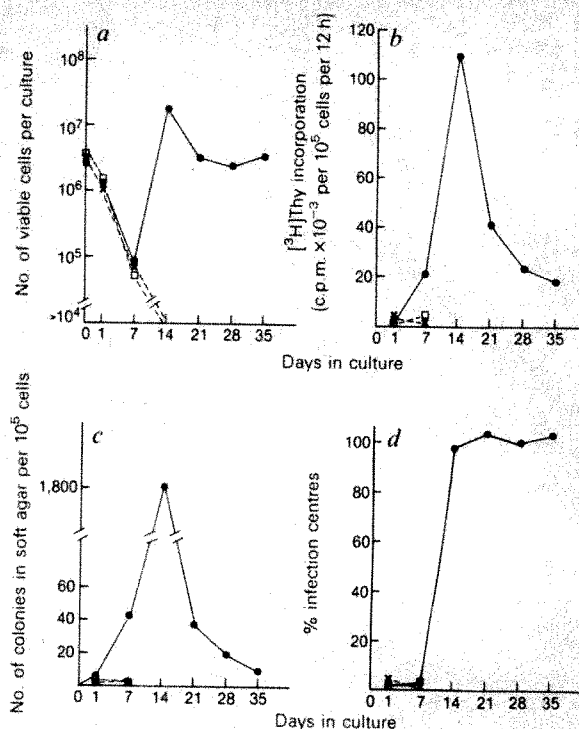 a
No. of viable cells per culture
10⁸
10⁷
10⁶
10⁵
>10⁴
0 1 7 14 21 28 35
b
[³H]Thy incorporation
(c.p.m. × 10⁻³ per 10⁵ cells per 12 h)
120
100
80
60
40
20
0 1 7 14 21 28 35
Days in culture
c
No. of colonies in soft agar per 10⁵ cells
1,800
60
40
20
0 1 7 14 21 28 35
d
% infection centres
100
80
60
40
20
0 1 7 14 21 28 35
Days in culture